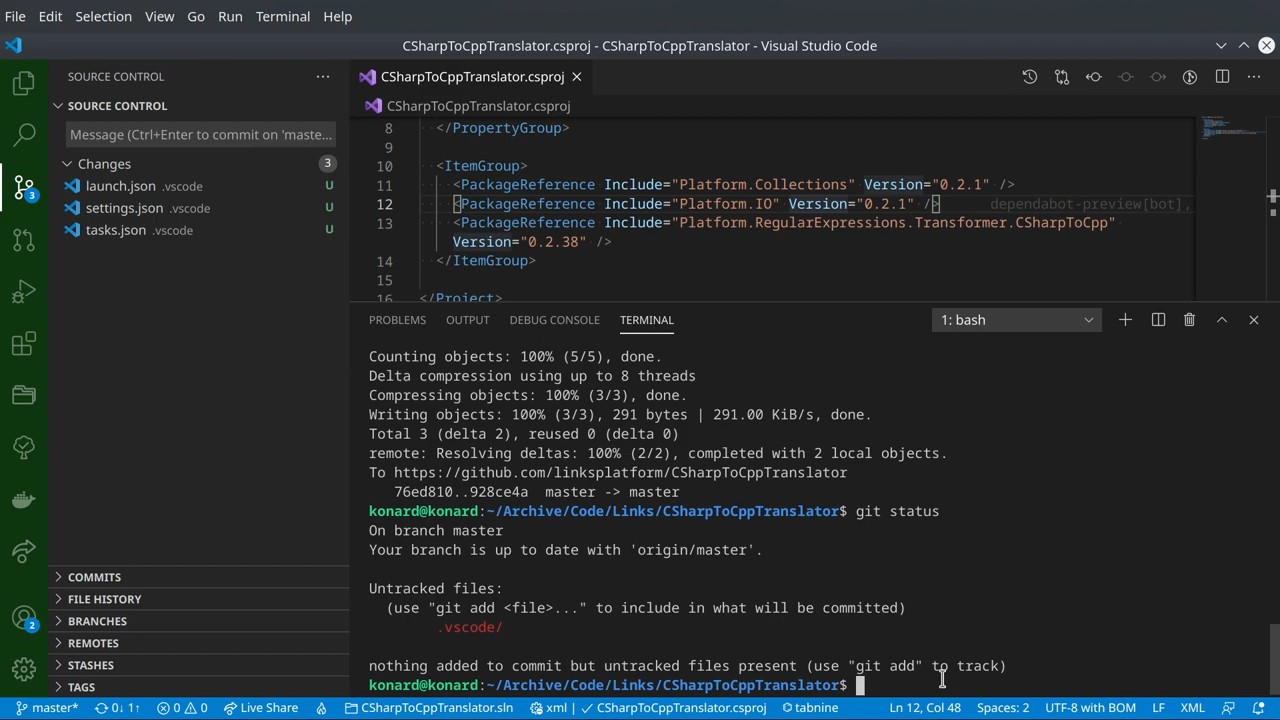 File Edit Selection View Go Run Terminal Help
CSharpToCppTranslator.csproj - CSharpToCppTranslator - Visual Studio Code
SOURCE CONTROL
SOURCE CONTROL
Message (Ctrl+Enter to commit on 'maste...
Changes 3
launch.json .vscode U
settings.json .vscode U
tasks.json .vscode U
3
2
COMMITS
FILE HISTORY
BRANCHES
REMOTES
STASHES
TAGS
CSharpToCppTranslator.csproj
CSharpToCppTranslator.csproj
8 </PropertyGroup>
9
10 <ItemGroup>
11 <PackageReference Include="Platform.Collections" Version="0.2.1" />
12 <PackageReference Include="Platform.IO" Version="0.2.1" /> dependabot-preview[bot],
13 <PackageReference Include="Platform.RegularExpressions.Transformer.CSharpToCpp"
Version="0.2.38" />
14 </ItemGroup>
15
16 </Project>
PROBLEMS OUTPUT DEBUG CONSOLE TERMINAL 1: bash
Counting objects: 100% (5/5), done.
Delta compression using up to 8 threads
Compressing objects: 100% (3/3), done.
Writing objects: 100% (3/3), 291 bytes | 291.00 KiB/s, done.
Total 3 (delta 2), reused 0 (delta 0)
remote: Resolving deltas: 100% (2/2), completed with 2 local objects.
To https://github.com/linksplatform/CSharpToCppTranslator
76ed810..928ce4a master -> master
konard@konard:~/Archive/Code/Links/CSharpToCppTranslator$ git status
On branch master
Your branch is up to date with 'origin/master'.
Untracked files:
(use "git add <file>..." to include in what will be committed)
.vscode/
nothing added to commit but untracked files present (use "git add" to track)
konard@konard:~/Archive/Code/Links/CSharpToCppTranslator$
master* 0↓ 1↑ 0 0 Live Share CSharpToCppTranslator.sln xml CSharpToCppTranslator.csproj tabnine Ln 12, Col 48 Spaces: 2 UTF-8 with BOM LF XML